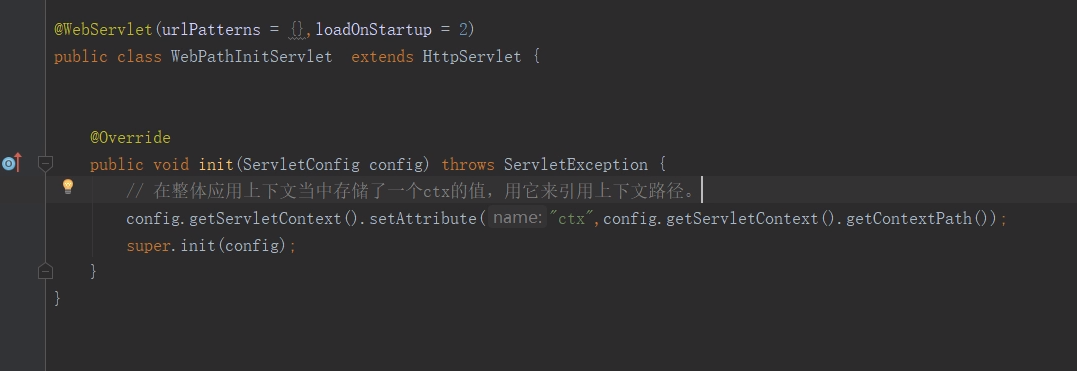 @WebServlet(urlPatterns = {},loadOnStartup = 2)
public class WebPathInitServlet  extends HttpServlet {
@Override
public void init(ServletConfig config) throws ServletException {
// 在整体应用上下文当中存储了一个ctx的值，用它来引用上下文路径。
config.getServletContext().setAttribute( name: "ctx",config.getServletContext().getContextPath());
super.init(config);
}
}